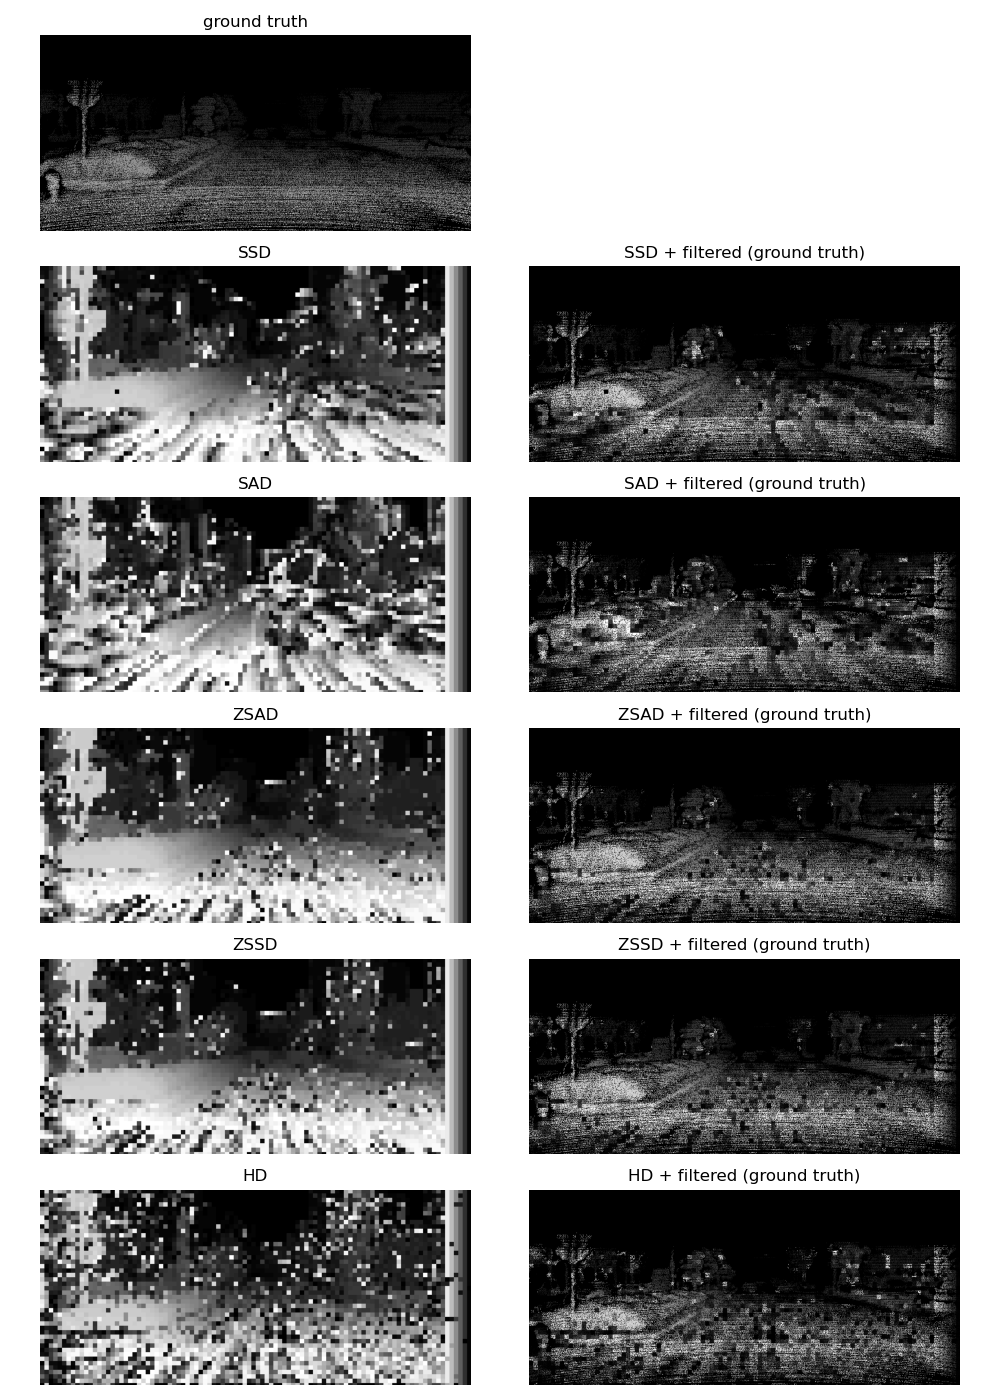 ground truth
SSD
SSD + filtered (ground truth)
SAD
SAD + filtered (ground truth)
ZSAD
ZSAD + filtered (ground truth)
ZSSD
ZSSD + filtered (ground truth)
HD
HD + filtered (ground truth)